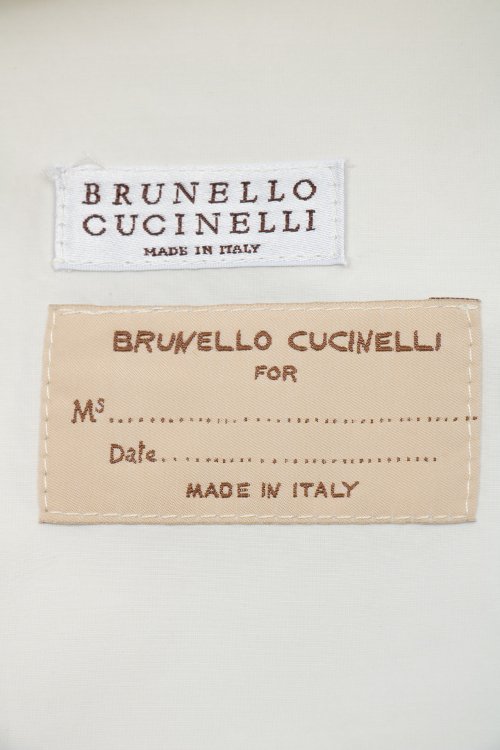 BRUNELLO
CUCINELLI
MADE IN ITALY
BRUNELLO CUCINELLI
FOR
Ms..................................................
Date......................................
MADE IN ITALY